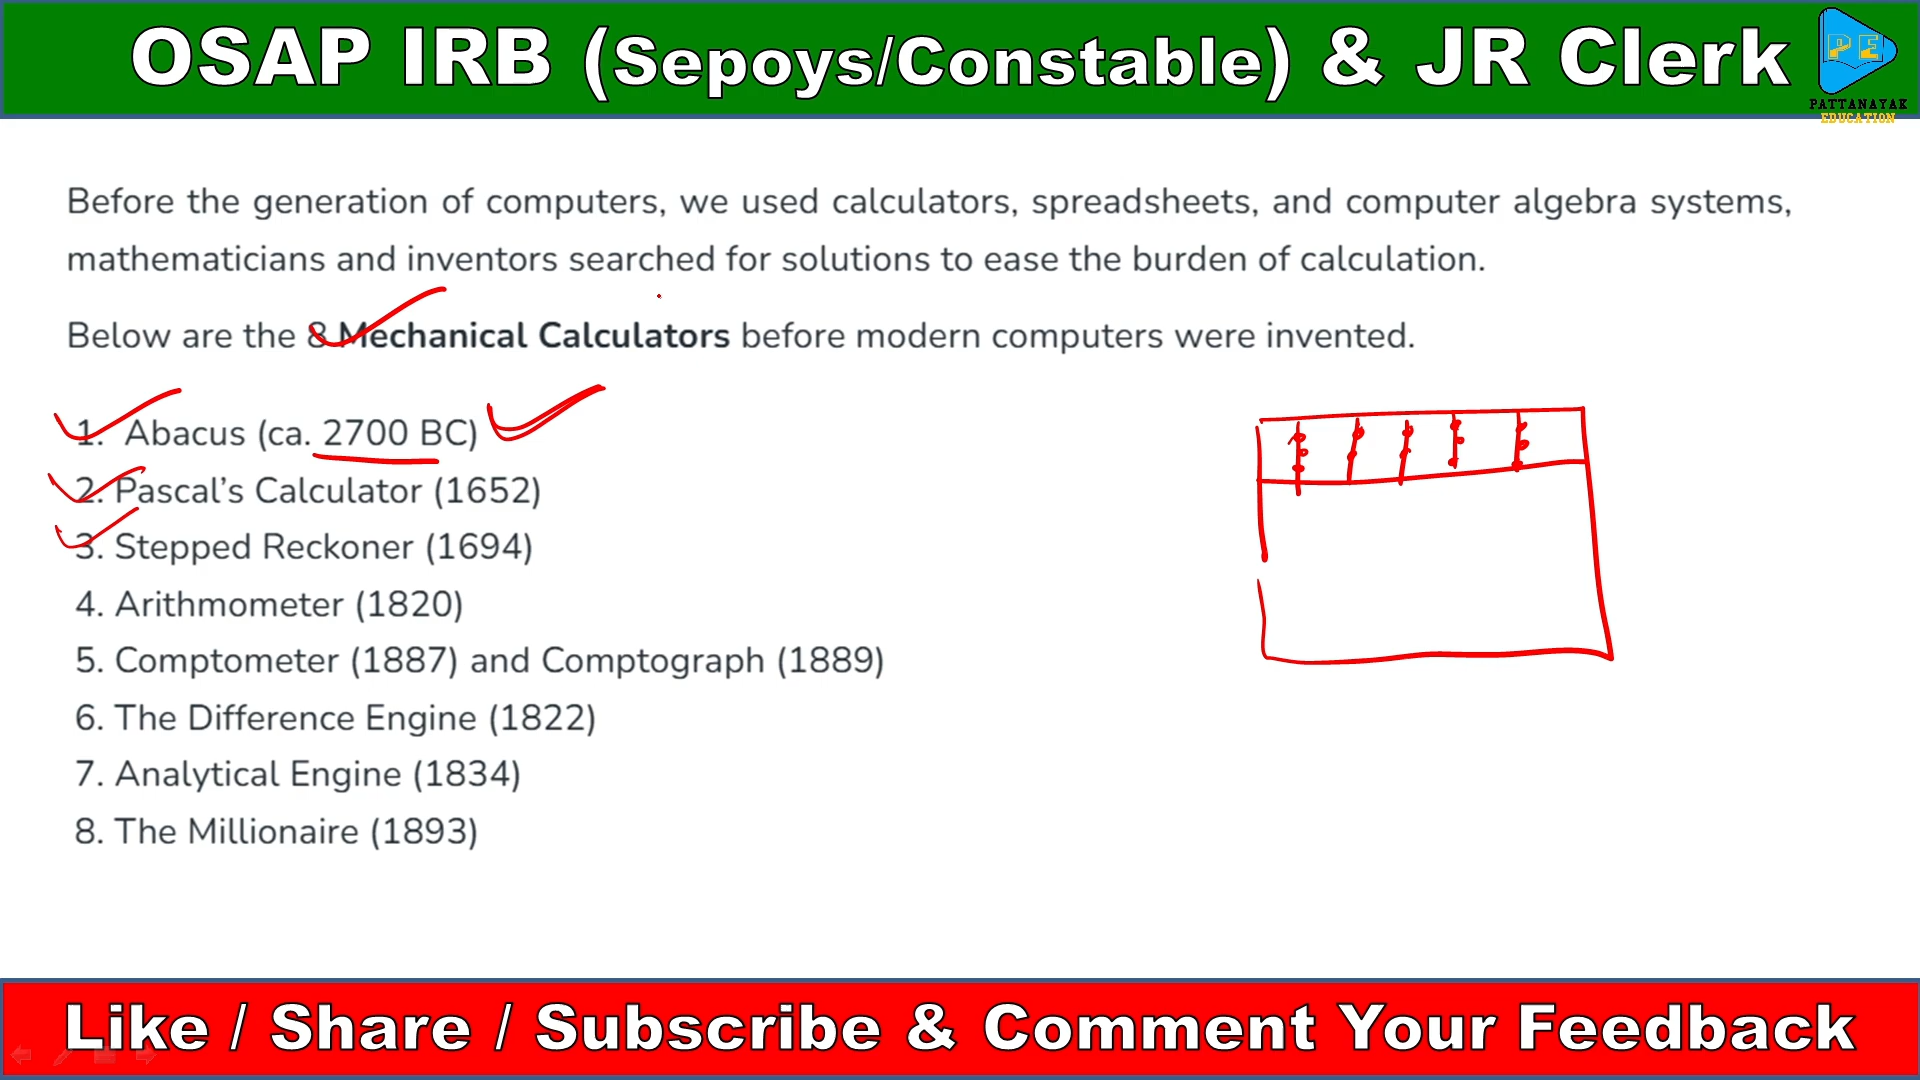 OSAP IRB (Sepoys/Constable) & JR Clerk
PE
PATTANAYAK
EDUCATION
Before the generation of computers, we used calculators, spreadsheets, and computer algebra systems,
mathematicians and inventors searched for solutions to ease the burden of calculation.
Below are the 8 Mechanical Calculators before modern computers were invented.
1. Abacus (ca. 2700 BC)
2. Pascal’s Calculator (1652)
3. Stepped Reckoner (1694)
4. Arithmometer (1820)
5. Comptometer (1887) and Comptograph (1889)
6. The Difference Engine (1822)
7. Analytical Engine (1834)
8. The Millionaire (1893)
Like / Share / Subscribe & Comment Your Feedback